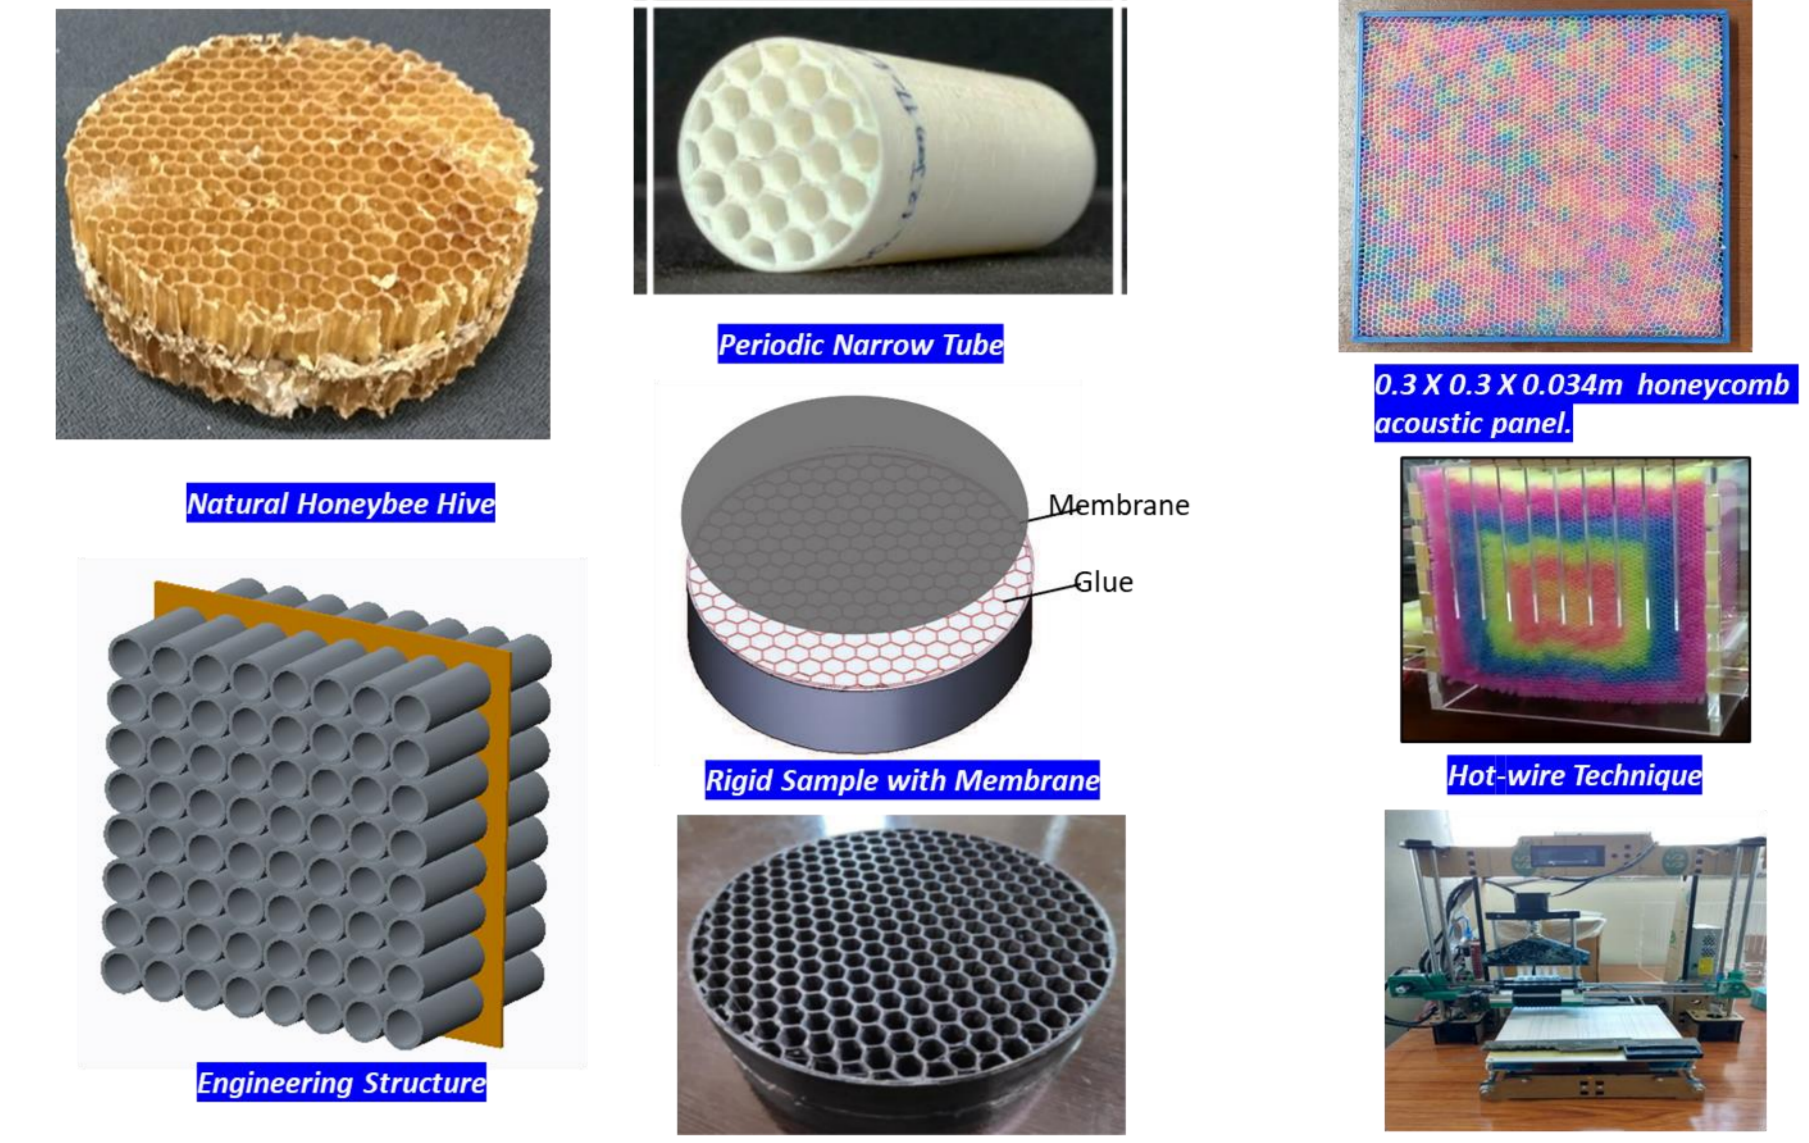 Natural Honeybee Hive
Engineering Structure
Periodic Narrow Tube
Membrane
Glue
Rigid Sample with Membrane
0.3 X 0.3 X 0.034m honeycomb
acoustic panel.
Hot-wire Technique